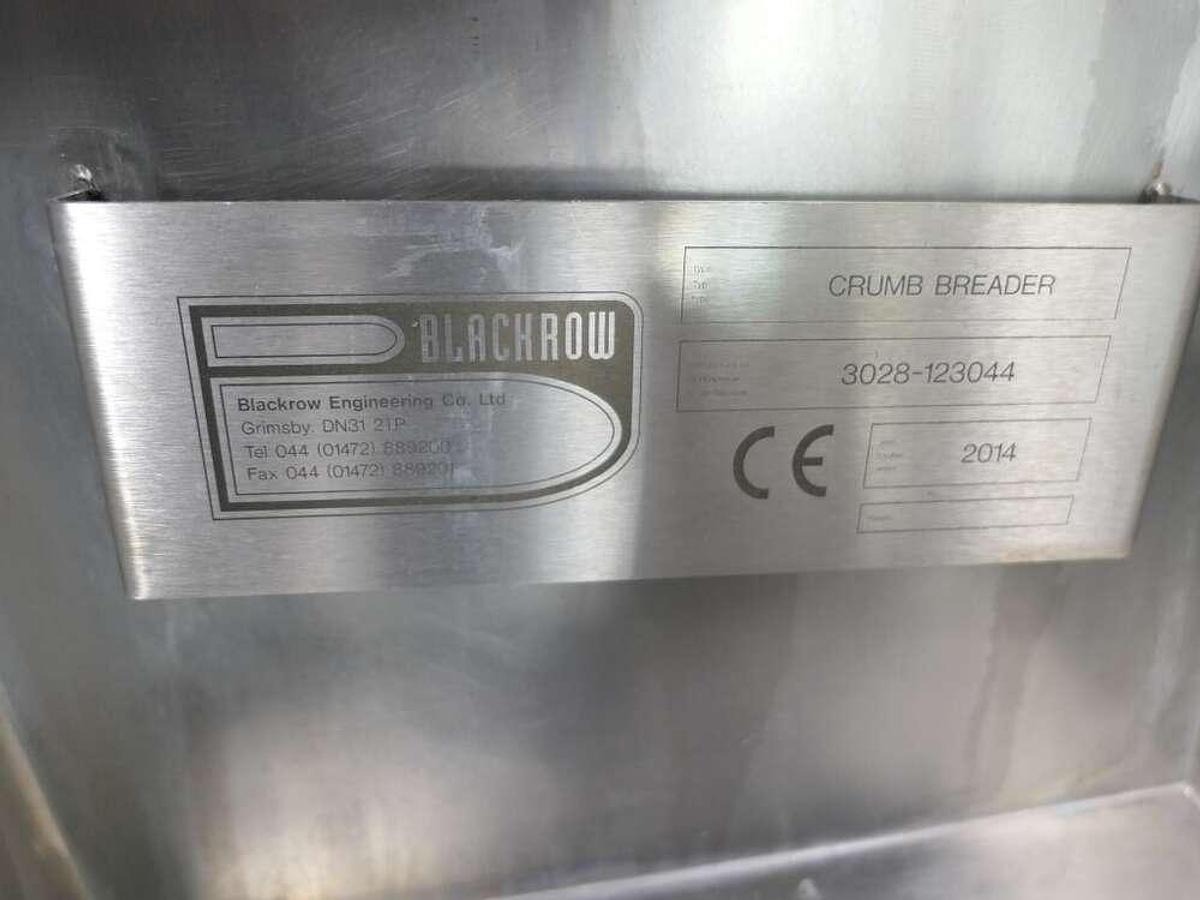 BLACKROW
Blackrow Engineering Co. Ltd
Grimsby. DN31
Tel 044 (01472) 889200
Fax 044 (01472) 889201
CRUMB BREADER
3028-123044
CE
2014